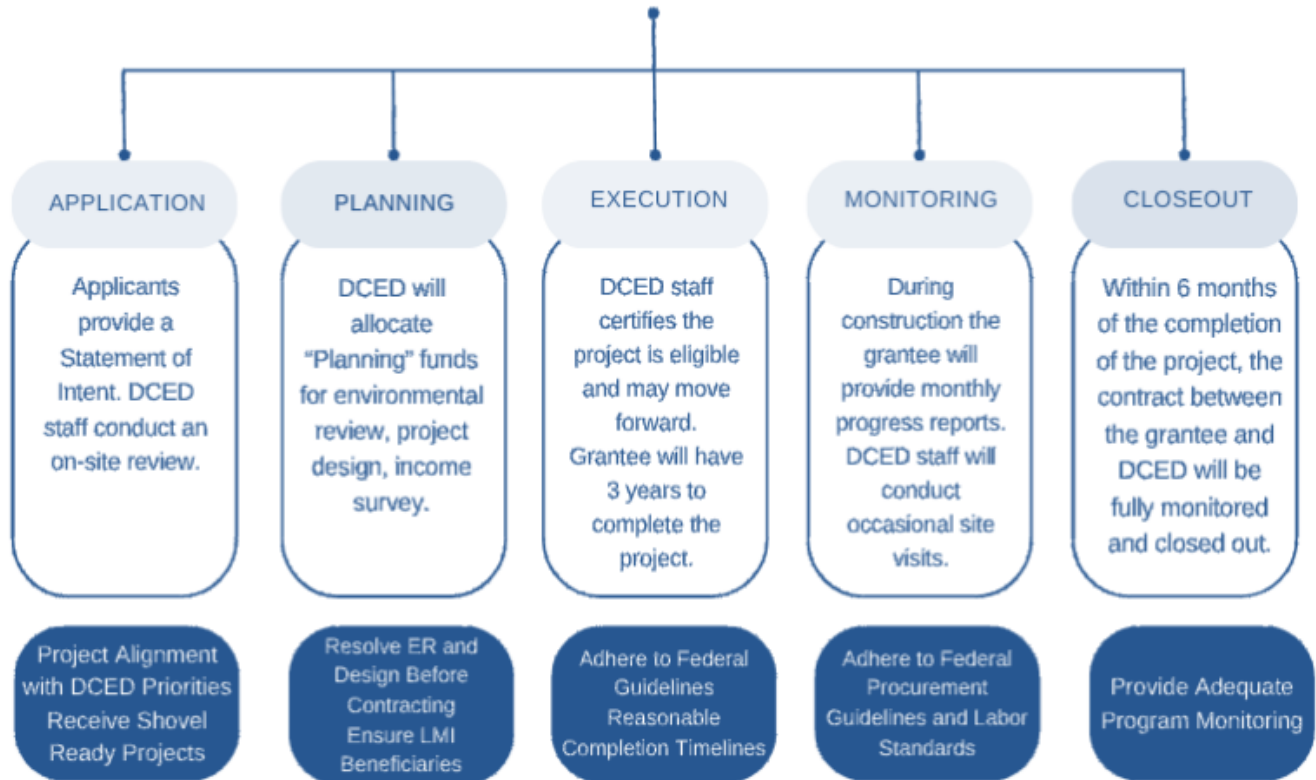 APPLICATION
Applicants
provide a
Statement of
Intent. DCED
staff conduct an
on-site review.
Project Alignment
with DCED Priorities
Receive Shovel
Ready Projects
PLANNING
DCED will
allocate
“Planning” funds
for environmental
review, project
design, income
survey.
Resolve ER and
Design Before
Contracting
Ensure LMI
Beneficiaries
EXECUTION
DCED staff
certifies the
project is eligible
and may move
forward.
Grantee will have
3 years to
complete the
project.
Adhere to Federal
Guidelines
Reasonable
Completion Timelines
MONITORING
During
construction the
grantee will
provide monthly
progress reports.
DCED staff will
conduct
occasional site
visits.
Adhere to Federal
Procurement
Guidelines and Labor
Standards
CLOSEOUT
Within 6 months
of the completion
of the project, the
contract between
the grantee and
DCED will be
fully monitored
and closed out.
Provide Adequate
Program Monitoring